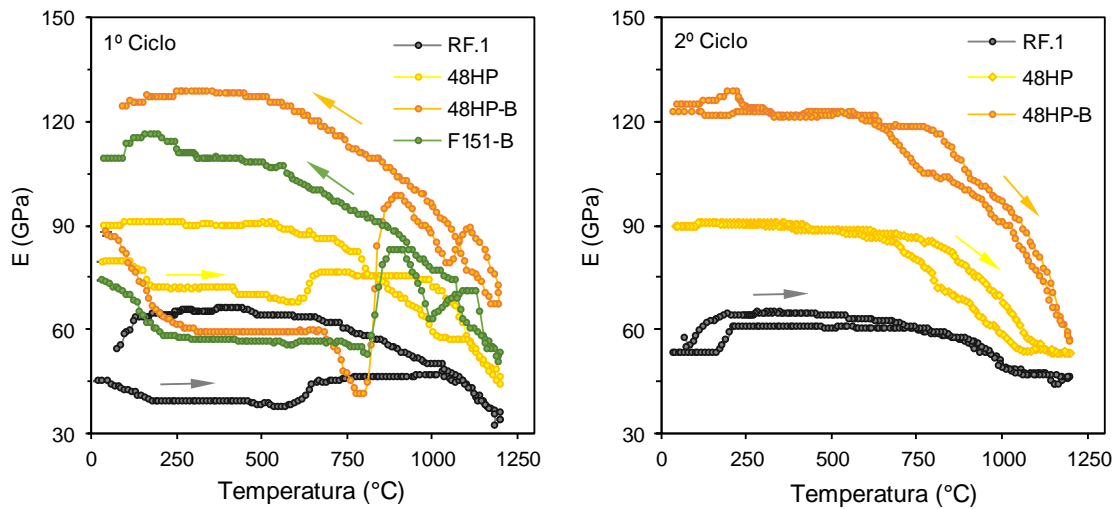 1º Ciclo
RF.1
48HP
48HP-B
F151-B
E (GPa)
150
120
90
60
30
0
250
500
750
1000
1250
Temperatura (°C)
2º Ciclo
RF.1
48HP
48HP-B
E (GPa)
150
120
90
60
30
0
250
500
750
1000
1250
Temperatura (°C)